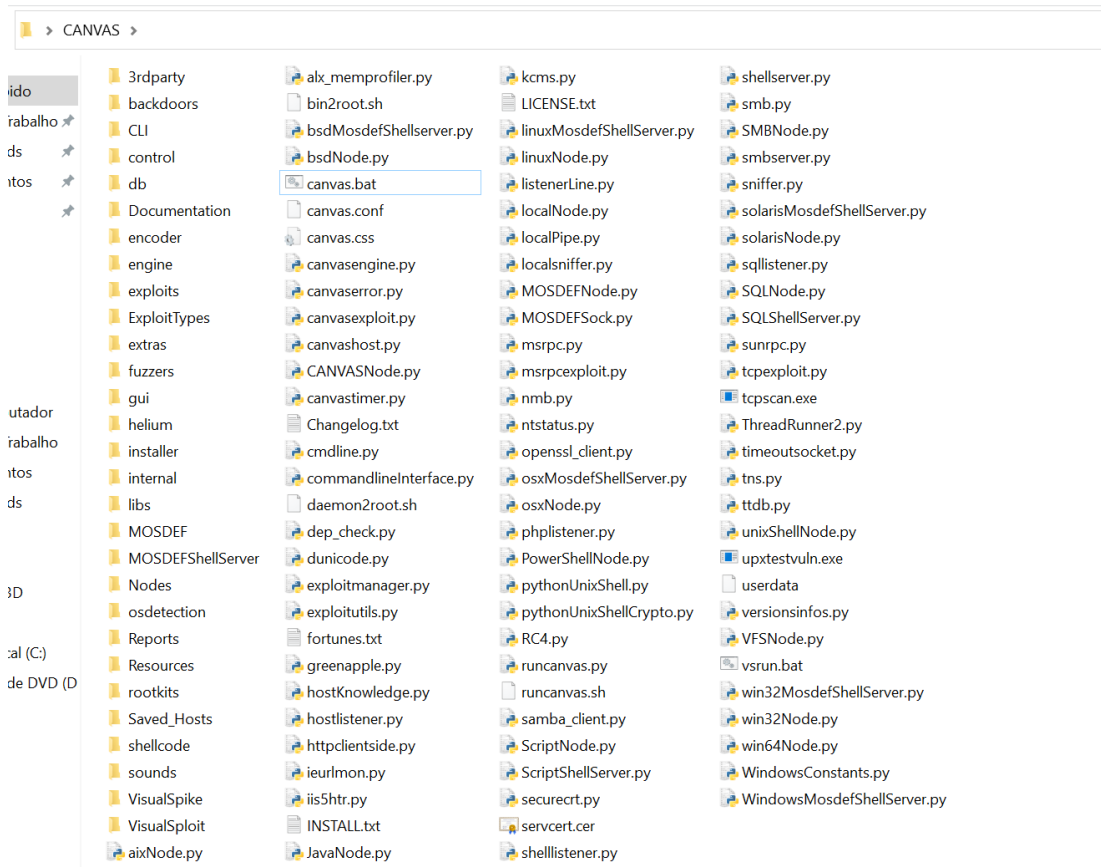 > CANVAS >
ido
rabalho
ds
ntos
utador
rabalho
ntos
ds
3D
cal (C:)
de DVD (D
3rdparty
backdoors
CLI
control
db
Documentation
encoder
engine
exploits
ExploitTypes
extras
fuzzers
gui
helium
installer
internal
libs
MOSDEF
MOSDEFShellServer
Nodes
osdetection
Reports
Resources
rootkits
Saved_Hosts
shellcode
sounds
VisualSpike
VisualSploit
aixNode.py
alx_memprofiler.py
bin2root.sh
bsdMosdefShellserver.py
bsdNode.py
canvas.bat
canvas.conf
canvas.css
canvasengine.py
canvaserror.py
canvasexploit.py
canvashost.py
CANVASNode.py
canvastimer.py
Changelog.txt
cmdline.py
commandlineInterface.py
daemon2root.sh
dep_check.py
dunicode.py
exploitmanager.py
exploitutils.py
fortunes.txt
greenapple.py
hostKnowledge.py
hostlistener.py
httpclientside.py
ieurlmon.py
iis5htr.py
INSTALL.txt
JavaNode.py
kcms.py
LICENSE.txt
linuxMosdefShellServer.py
linuxNode.py
listenerLine.py
localNode.py
localPipe.py
localsniffer.py
MOSDEFNode.py
MOSDEFSock.py
msrpc.py
msrpcexploit.py
nmb.py
ntstatus.py
openssl_client.py
osxMosdefShellServer.py
osxNode.py
phplistener.py
PowerShellNode.py
pythonUnixShell.py
pythonUnixShellCrypto.py
RC4.py
runcanvas.py
runcanvas.sh
samba_client.py
ScriptNode.py
ScriptShellServer.py
securecrt.py
servcert.cer
shelllistener.py
shellserver.py
smb.py
SMBNode.py
smbserver.py
sniffer.py
solarisMosdefShellServer.py
solarisNode.py
sqllistener.py
SQLNode.py
SQLShellServer.py
sunrpc.py
tcpexploit.py
tcpscan.exe
ThreadRunner2.py
timeoutsocket.py
tns.py
ttdb.py
unixShellNode.py
upxtestvuln.exe
userdata
versionsinfos.py
VFSNode.py
vsrun.bat
win32MosdefShellServer.py
win32Node.py
win64Node.py
WindowsConstants.py
WindowsMosdefShellServer.py